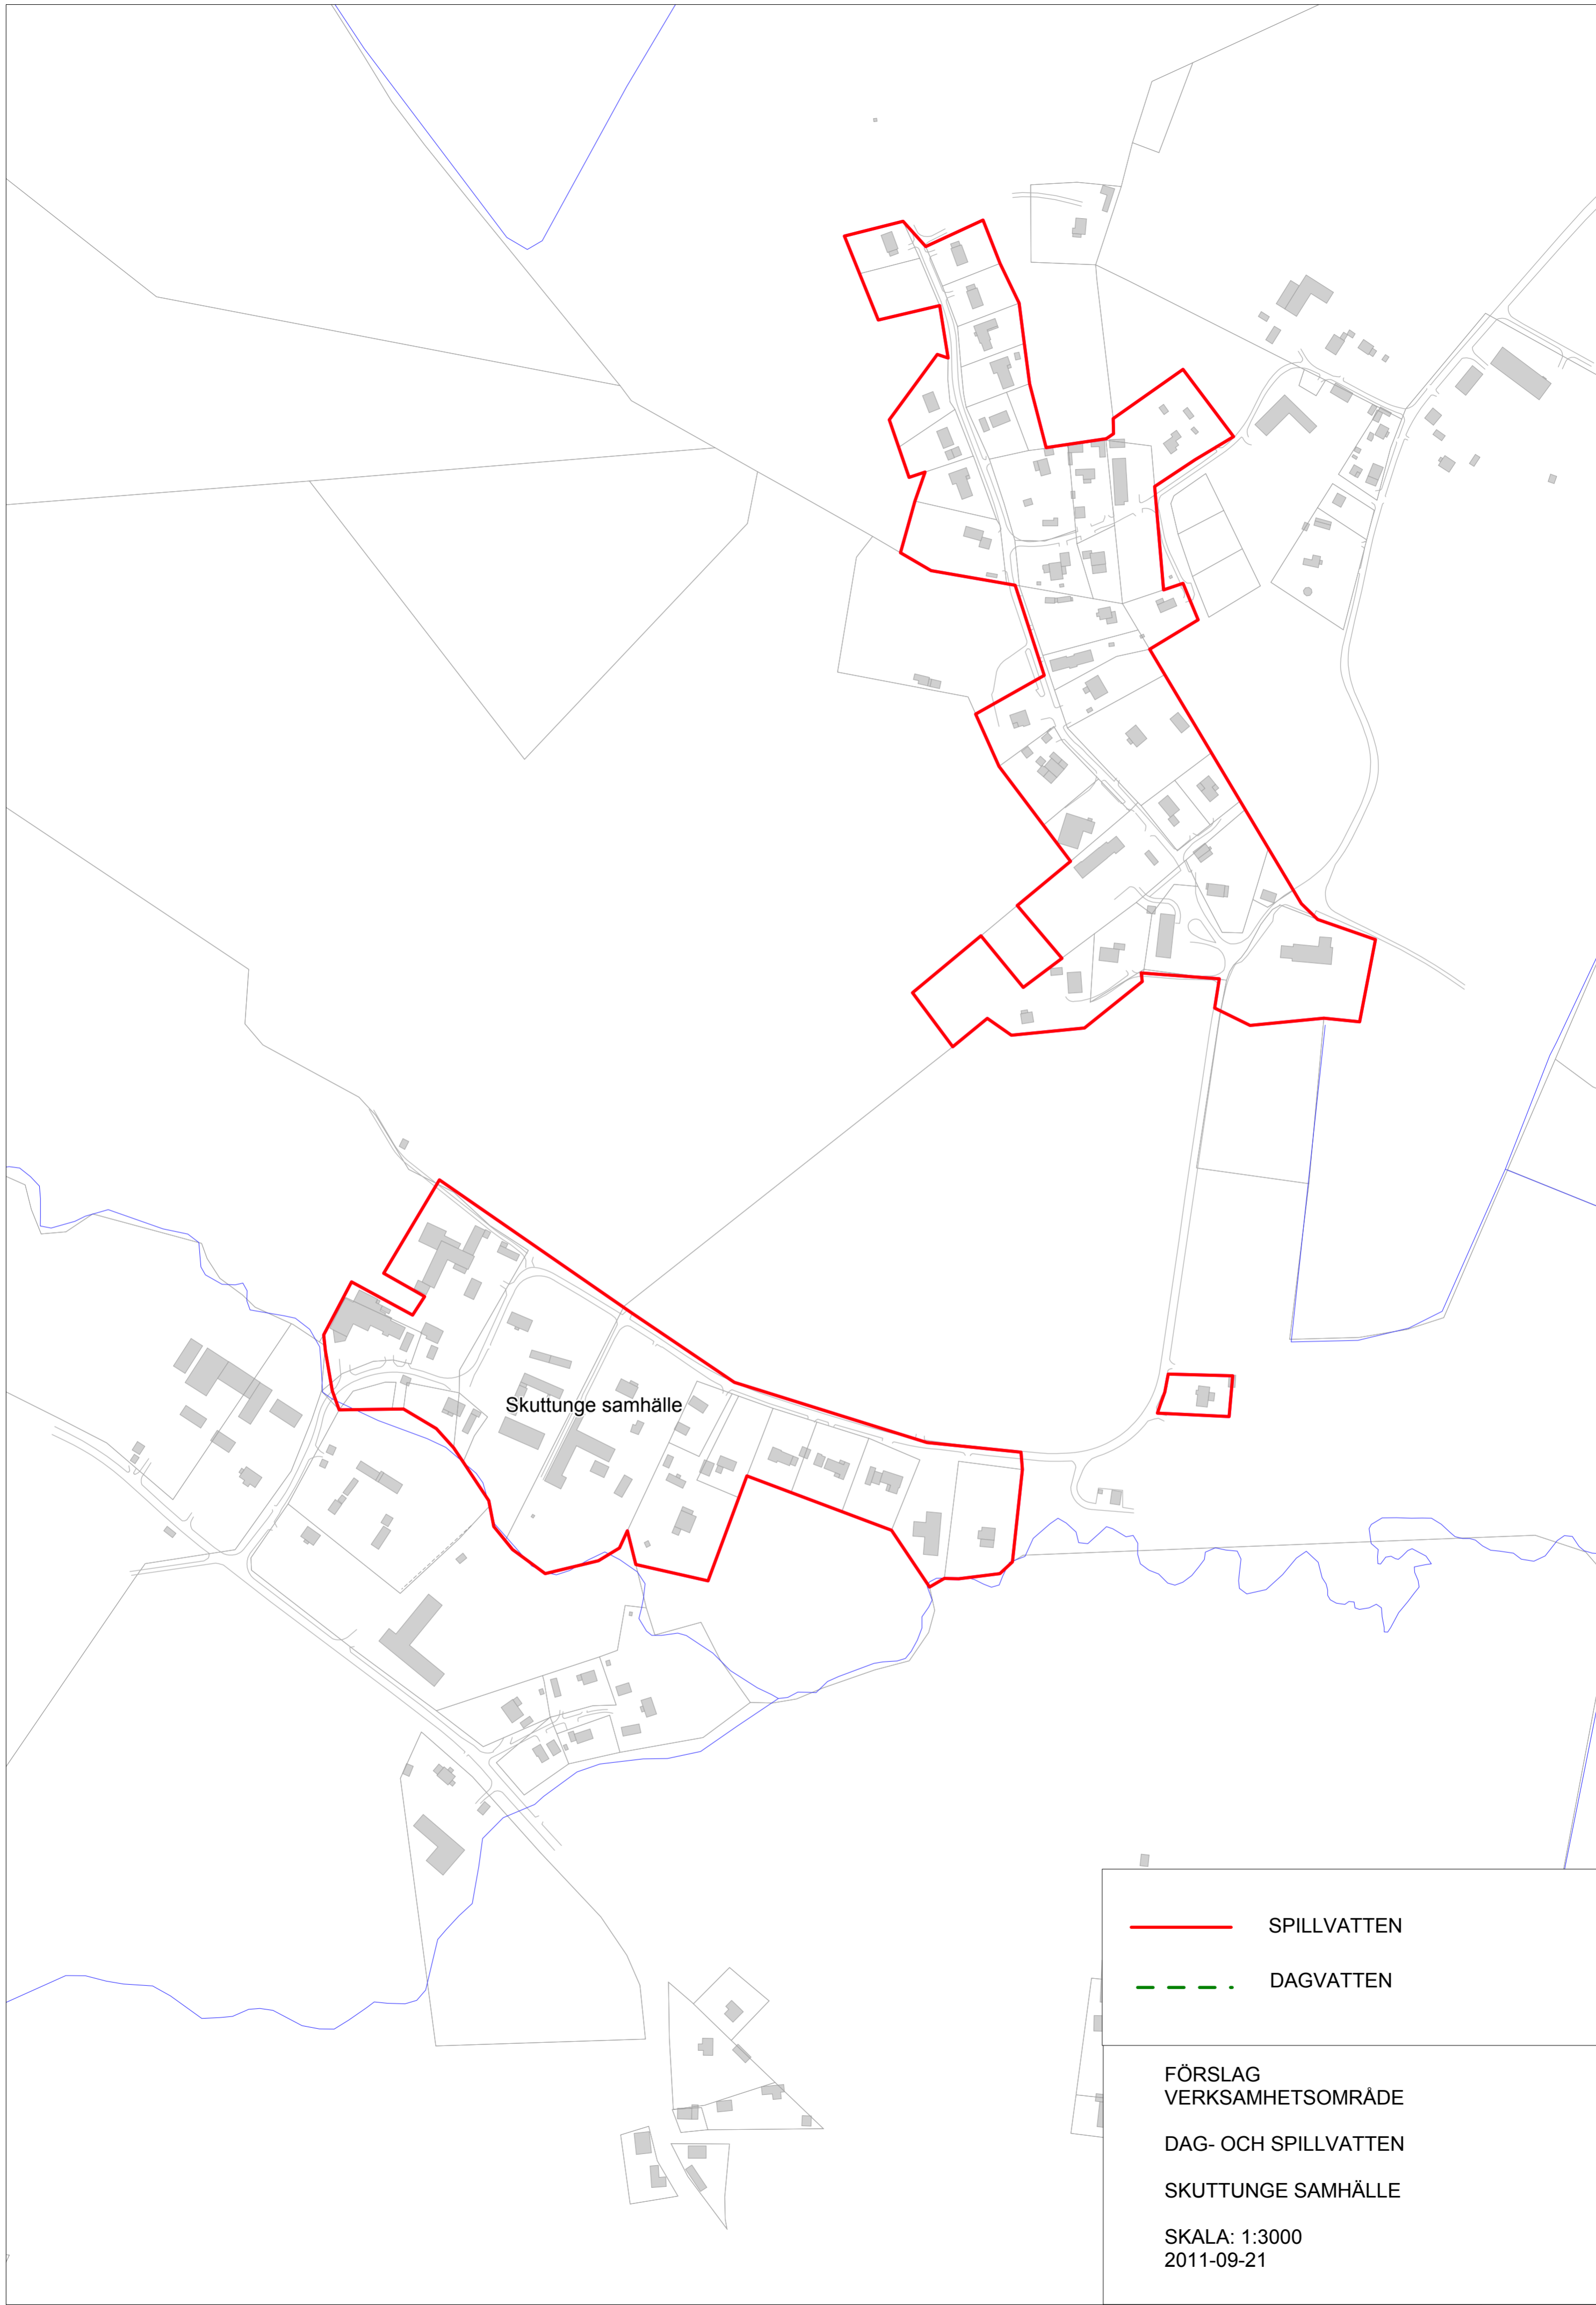 Skuttunge samhälle
SPILLVATTEN
DAGVATTEN
FÖRSLAG
VERKSAMHETSOMRÅDE
DAG- OCH SPILLVATTEN
SKUTTUNGE SAMHÄLLE
SKALA: 1:3000
2011-09-21